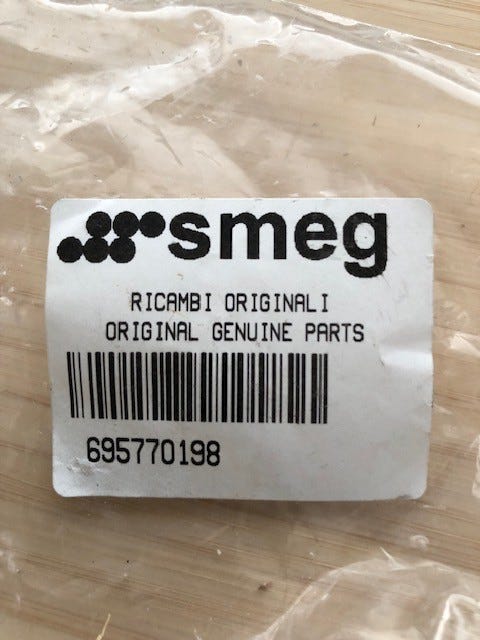 smeg
RICAMBI ORIGINALI
ORIGINAL GENUINE PARTS
695770198